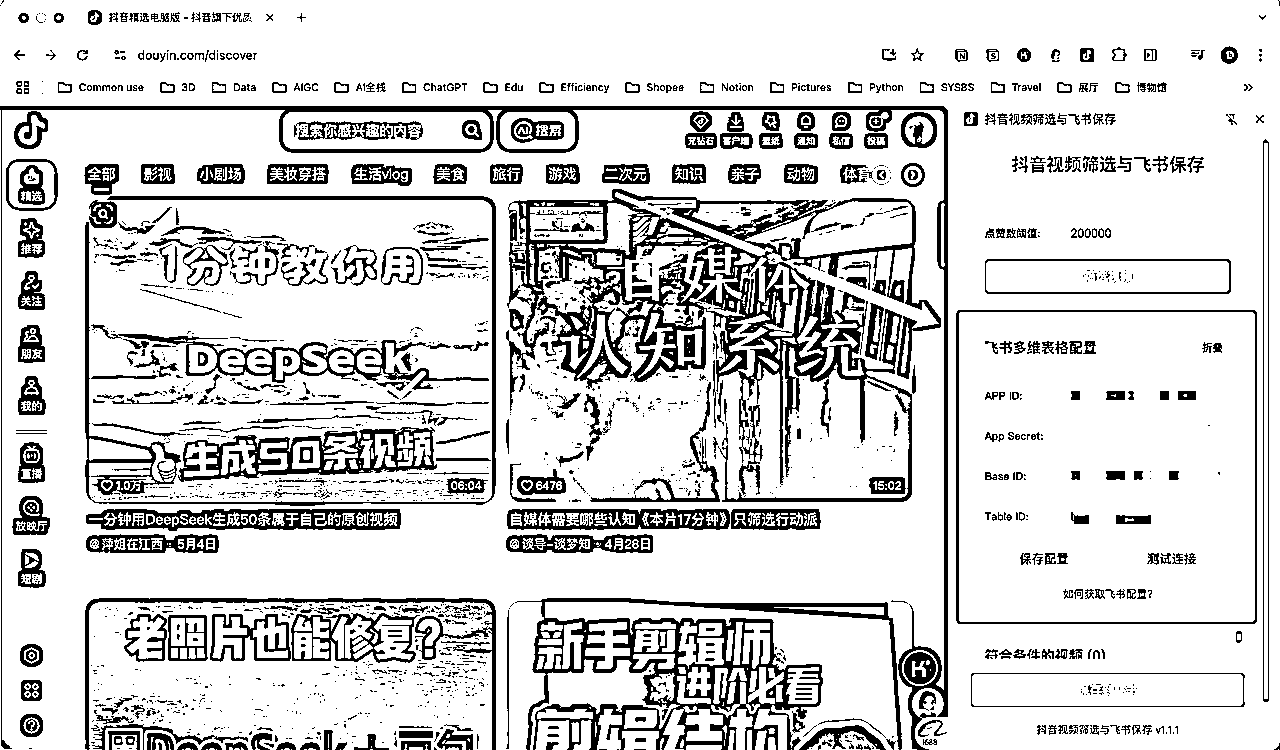 抖音精选电脑版 - 抖音旗下优质
douyin.com/discover
Common use
3D
Data
AIGC
AI全栈
ChatGPT
Edu
Efficiency
Shopee
Notion
Pictures
Python
SYSBS
Travel
展厅
博物馆
搜索你感兴趣的内容
AI 搜索
充钻石
客户端
壁纸
通知
私信
投稿
全部
影视
小剧场
美妆穿搭
生活vlog
美食
旅行
游戏
二次元
知识
亲子
动物
体育
精选
推荐
关注
朋友
我的
直播
放映厅
短剧
1分钟教你用
DeepSeek
生成50条视频
1.0万
06:04
一分钟用DeepSeek生成50条属于自己的原创视频
@萍姐在江西 · 5月4日
自媒体
认知系统
6476
15:02
自媒体需要哪些认知《本片17分钟》只筛选行动派
@谈导-谈梦知 · 4月26日
老照片也能修复?
新手剪辑师
进阶必看
剪辑结构
1688
抖音视频筛选与飞书保存
抖音视频筛选与飞书保存
点赞数阈值: 200000
飞书多维表格配置
折叠
APP ID:
App Secret:
Base ID:
Table ID:
保存配置
测试连接
如何获取飞书配置?
符合条件的视频 (0)
抖音视频筛选与飞书保存 v1.1.1